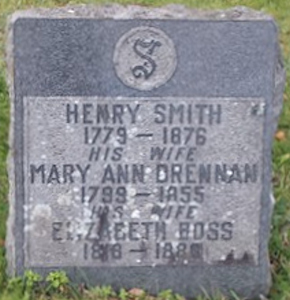 S
HENRY SMITH
1779 – 1876
HIS WIFE
MARY ANN DRENNAN
1799 – 1855
HIS WIFE
ELIZABETH ROSS